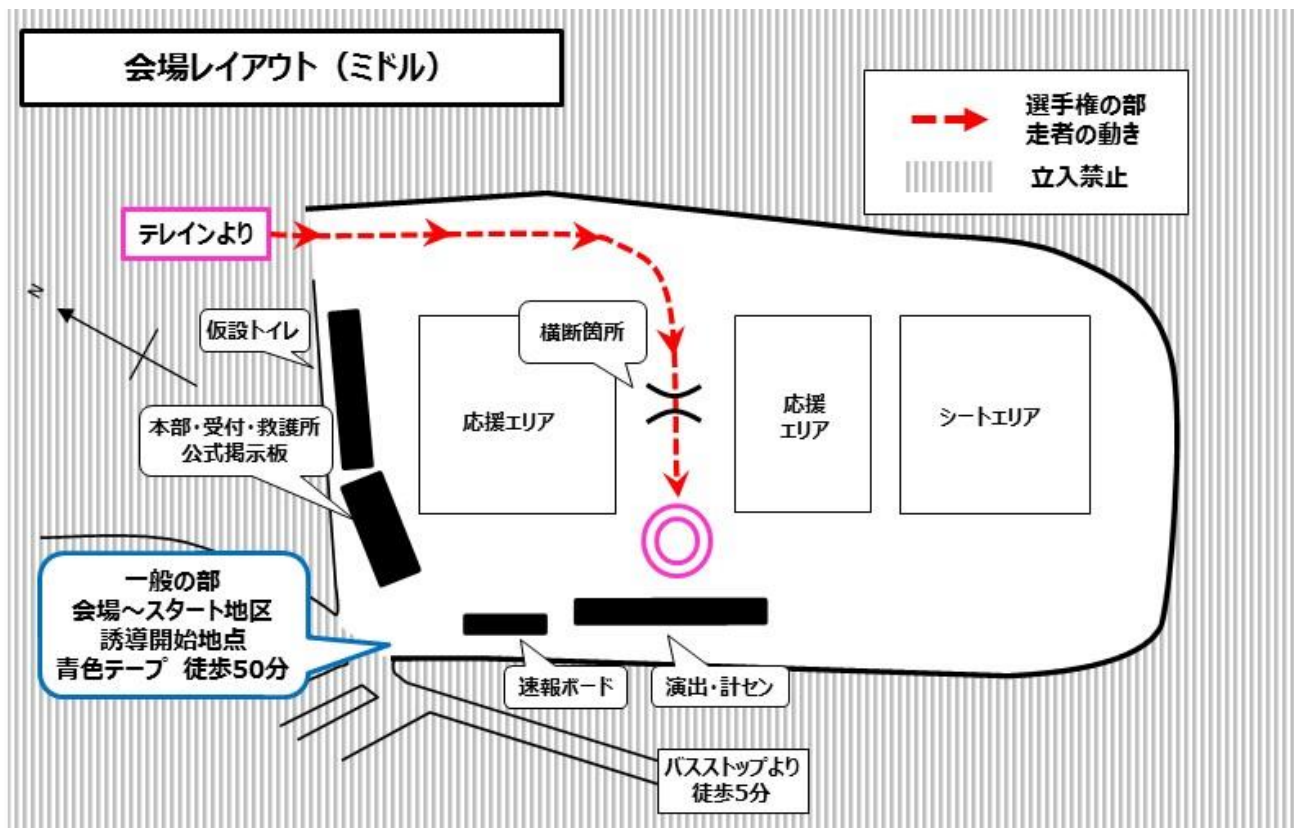 会場レイアウト（ミドル）
選手権の部
走者の動き
立入禁止
テレインより
N
仮設トイレ
横断箇所
本部・受付・救護所
公式掲示板
応援エリア
応援
エリア
シートエリア
一般の部
会場～スタート地区
誘導開始地点
青色テープ 徒歩50分
速報ボード
演出・計セン
バスストップより
徒歩5分